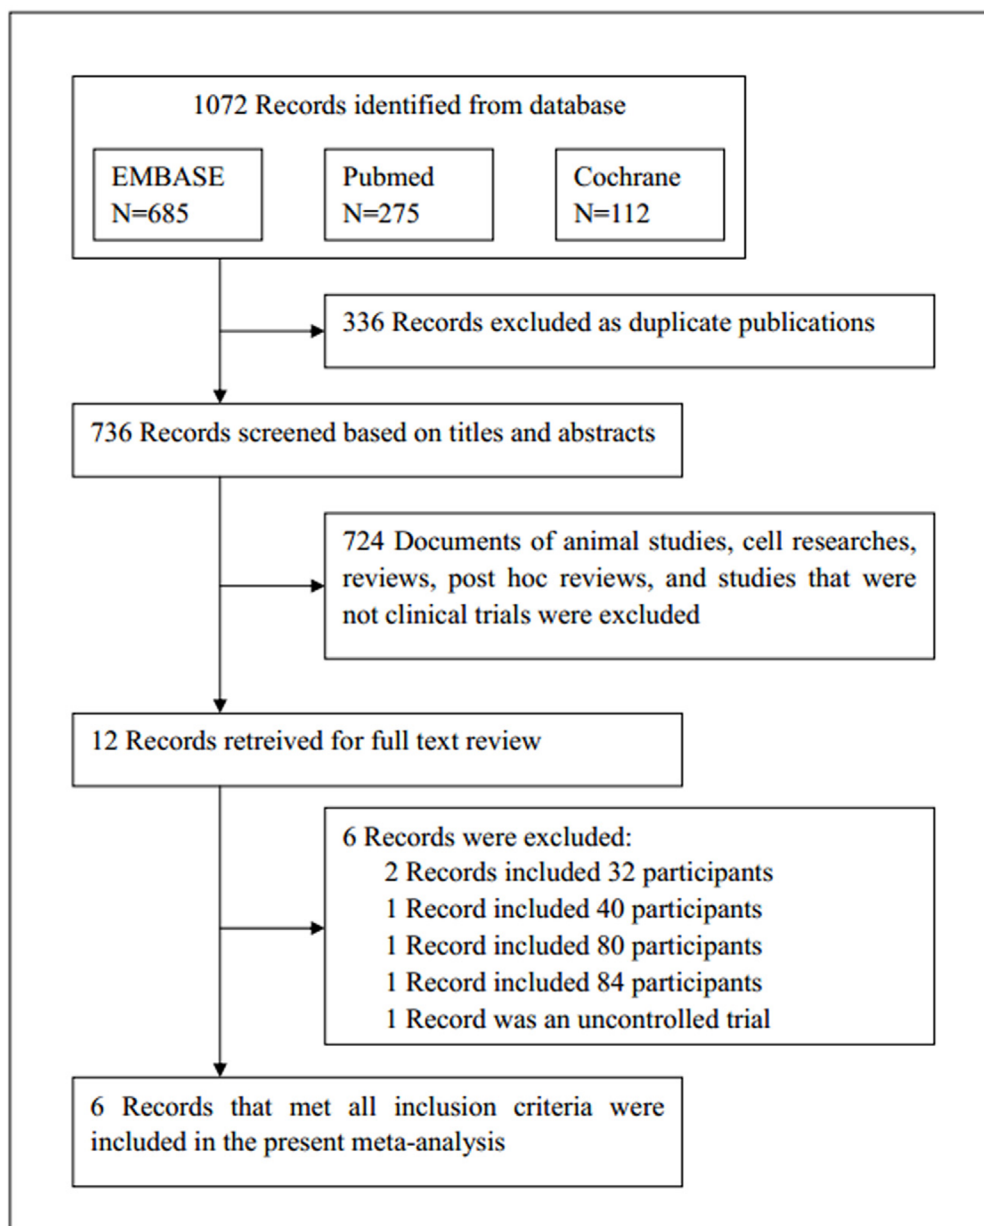 1072 Records identified from database
EMBASE
N=685
Pubmed
N=275
Cochrane
N=112
336 Records excluded as duplicate publications
736 Records screened based on titles and abstracts
724 Documents of animal studies, cell researches,
reviews, post hoc reviews, and studies that were
not clinical trials were excluded
12 Records retreived for full text review
6 Records were excluded:
2 Records included 32 participants
1 Record included 40 participants
1 Record included 80 participants
1 Record included 84 participants
1 Record was an uncontrolled trial
6 Records that met all inclusion criteria were
included in the present meta-analysis